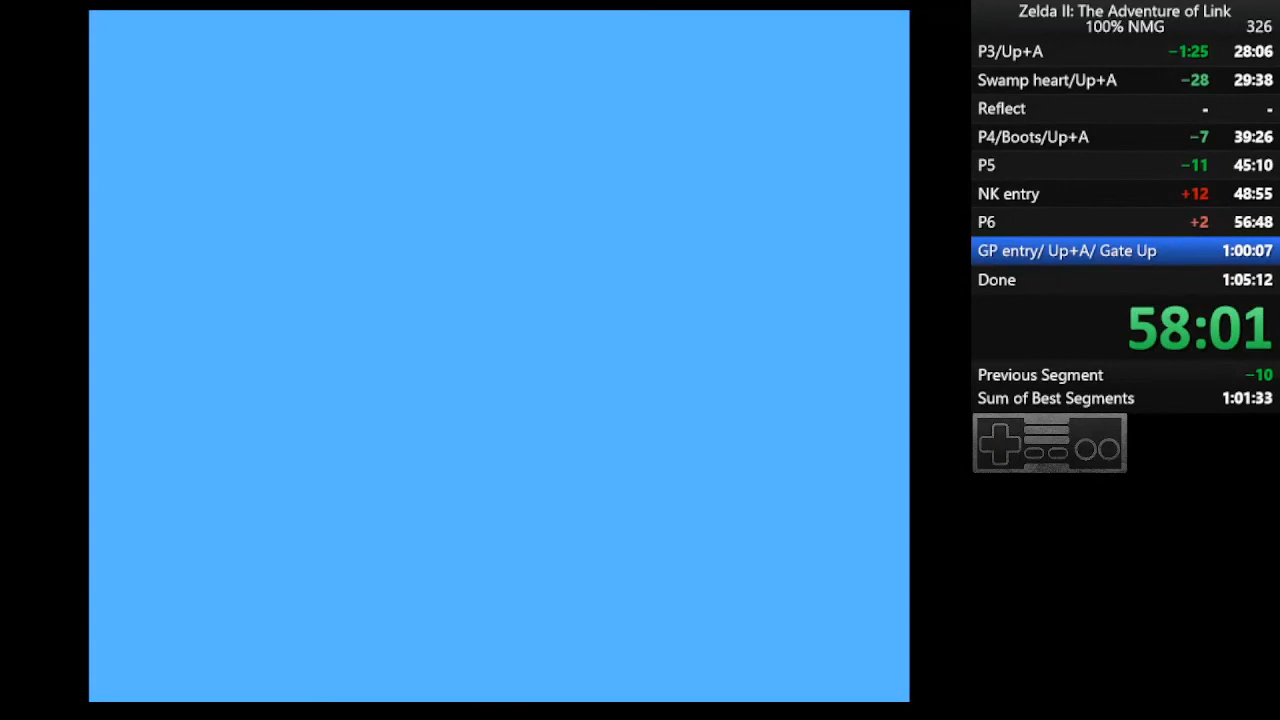 Zelda II: The Adventure of Link
100% NMG 326
P3/Up+A −1:25 28:06
Swamp heart/Up+A −28 29:38
Reflect - -
P4/Boots/Up+A −7 39:26
P5 −11 45:10
NK entry +12 48:55
P6 +2 56:48
GP entry/ Up+A/ Gate Up 1:00:07
Done 1:05:12
58:01
Previous Segment −10
Sum of Best Segments 1:01:33